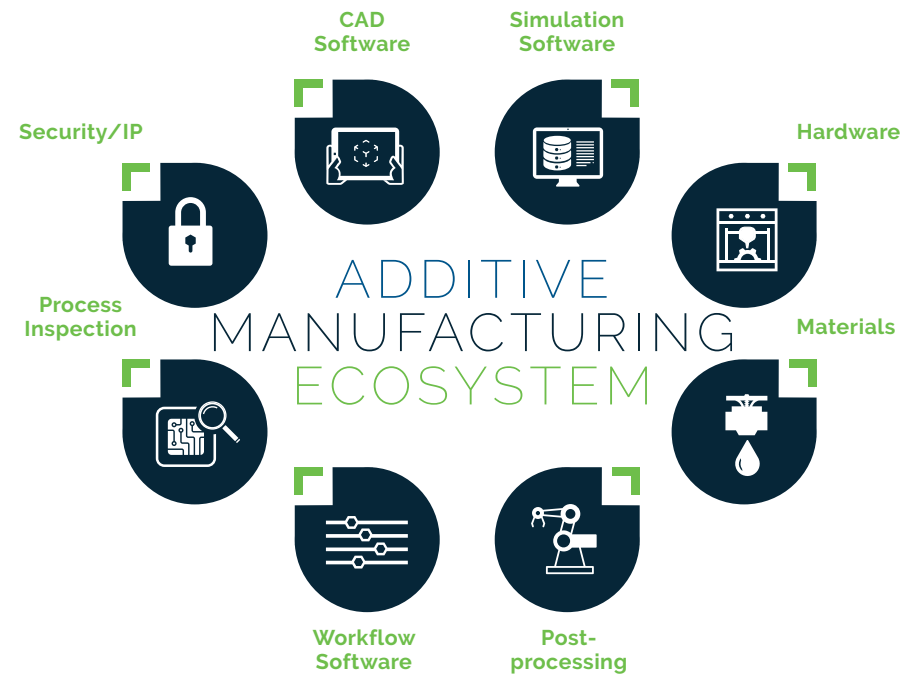 CAD
Software
Simulation
Software
Security/IP
Hardware
ADDITIVE
MANUFACTURING
ECOSYSTEM
Process
Inspection
Materials
Workflow
Software
Post-
processing